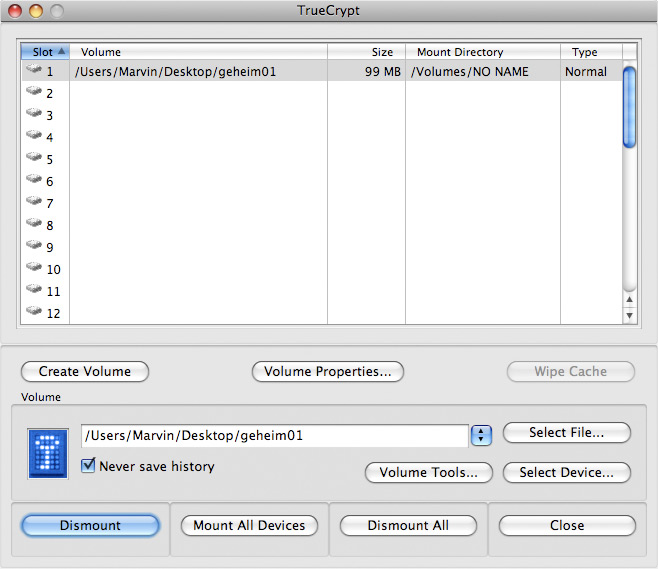 TrueCrypt
Slot Volume Size Mount Directory Type
1 /Users/Marvin/Desktop/geheim01 99 MB /Volumes/NO NAME Normal
2
3
4
5
6
7
8
9
10
11
12
Create Volume Volume Properties... Wipe Cache
Volume
/Users/Marvin/Desktop/geheim01 Select File...
Never save history
Volume Tools... Select Device...
Dismount Mount All Devices Dismount All Close